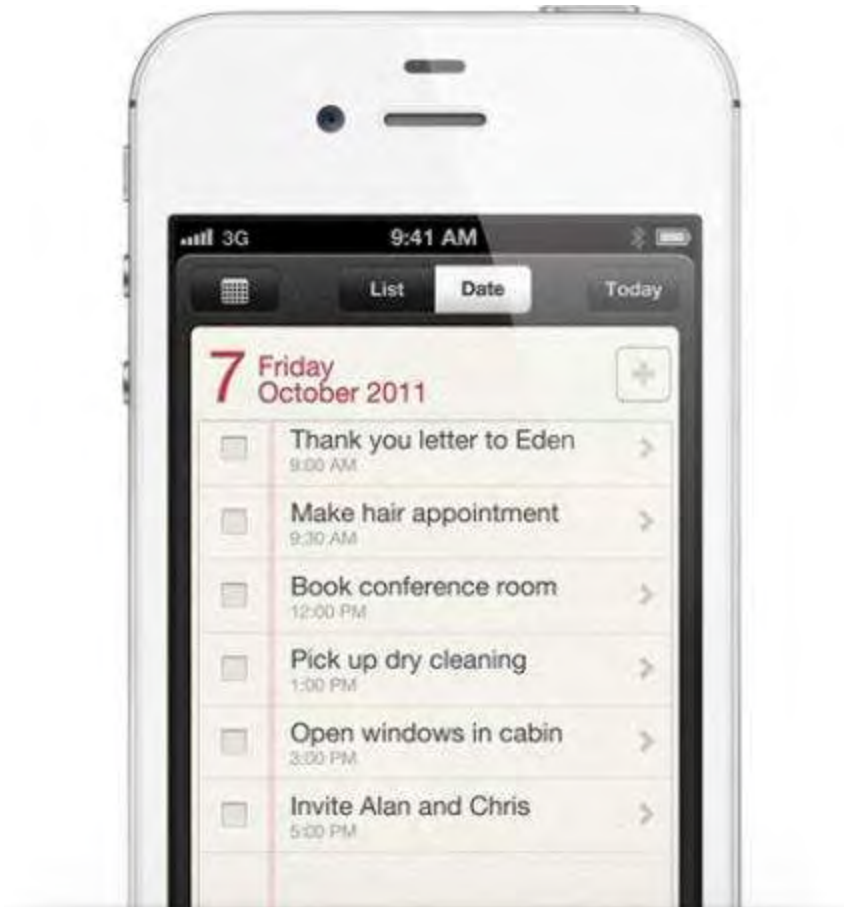 3G 9:41 AM
List Date Today
7 Friday
October 2011
Thank you letter to Eden
9:00 AM
Make hair appointment
9:30 AM
Book conference room
12:00 PM
Pick up dry cleaning
1:00 PM
Open windows in cabin
3:00 PM
Invite Alan and Chris
5:00 PM